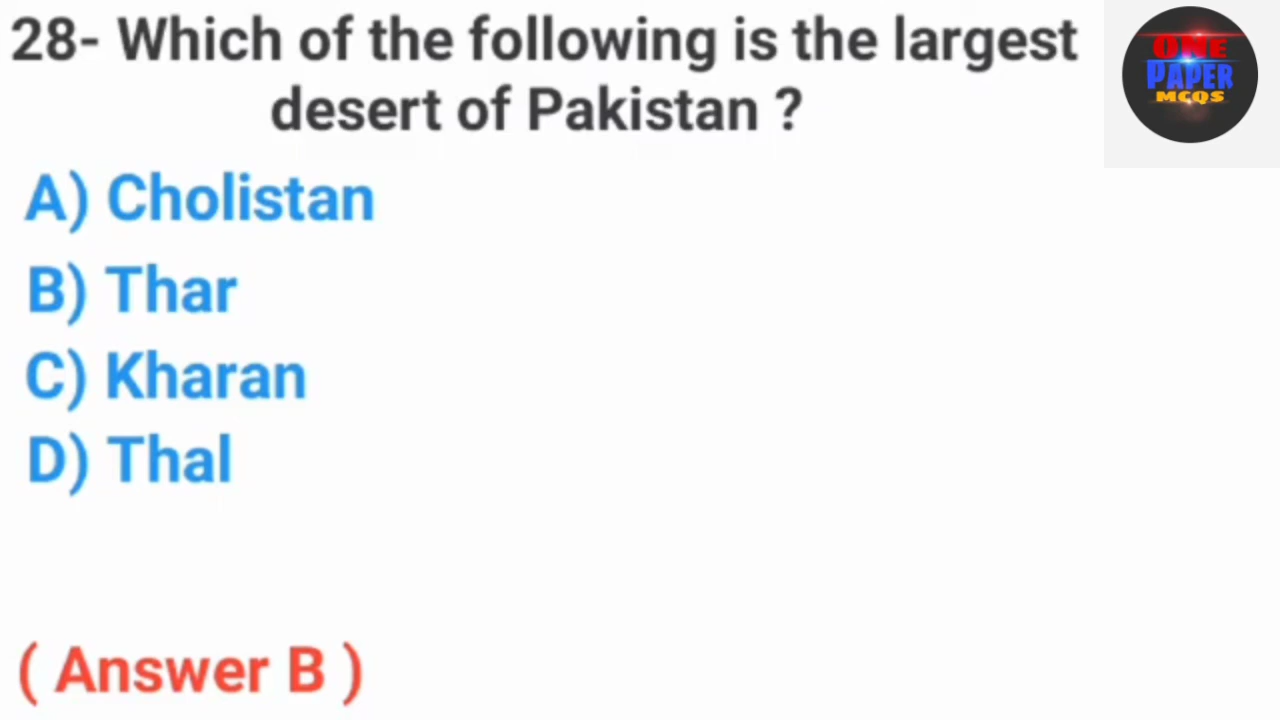 28- Which of the following is the largest
desert of Pakistan ?
ONE
PAPER
MCQS
A) Cholistan
B) Thar
C) Kharan
D) Thal
( Answer B )